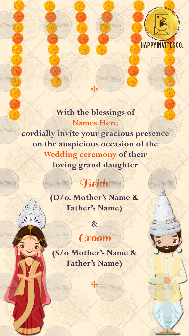 HAPPYINVITES.CO.
With the blessings of
Names Here
cordially invite your gracious presence
on the auspicious occasion of the
Wedding ceremony of their
loving grand daughter
Bride
(D/o. Mother's Name &
Father's Name)
&
Groom
(S/o Mother's Name &
Father's Name)